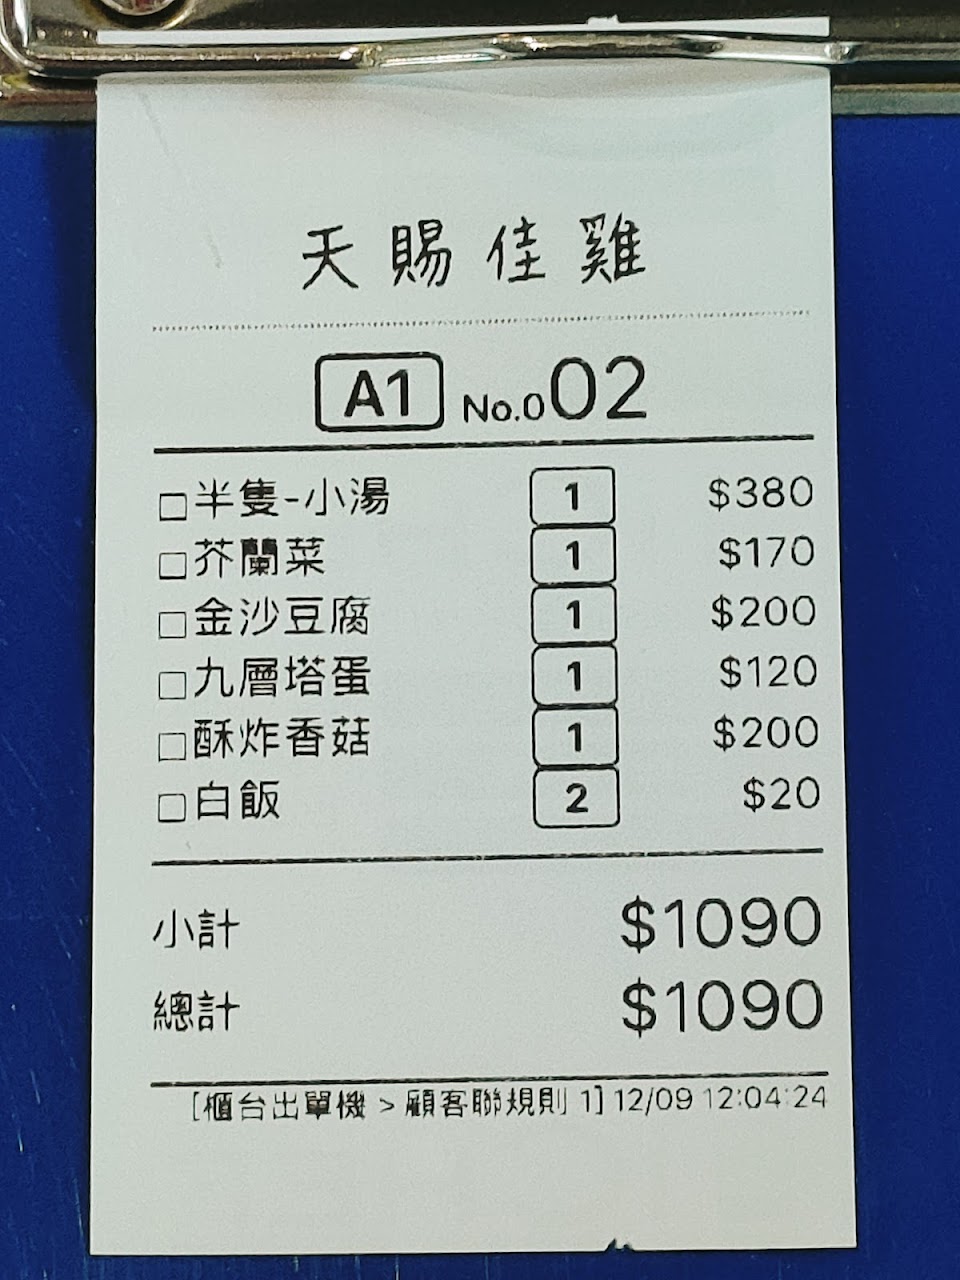 天賜佳雞
A1 No.002
□半隻-小湯 1 $380
□芥蘭菜 1 $170
□金沙豆腐 1 $200
□九層塔蛋 1 $120
□酥炸香菇 1 $200
□白飯 2 $20
小計 $1090
總計 $1090
[櫃台出單機 > 顧客聯規則 1] 12/09 12:04:24